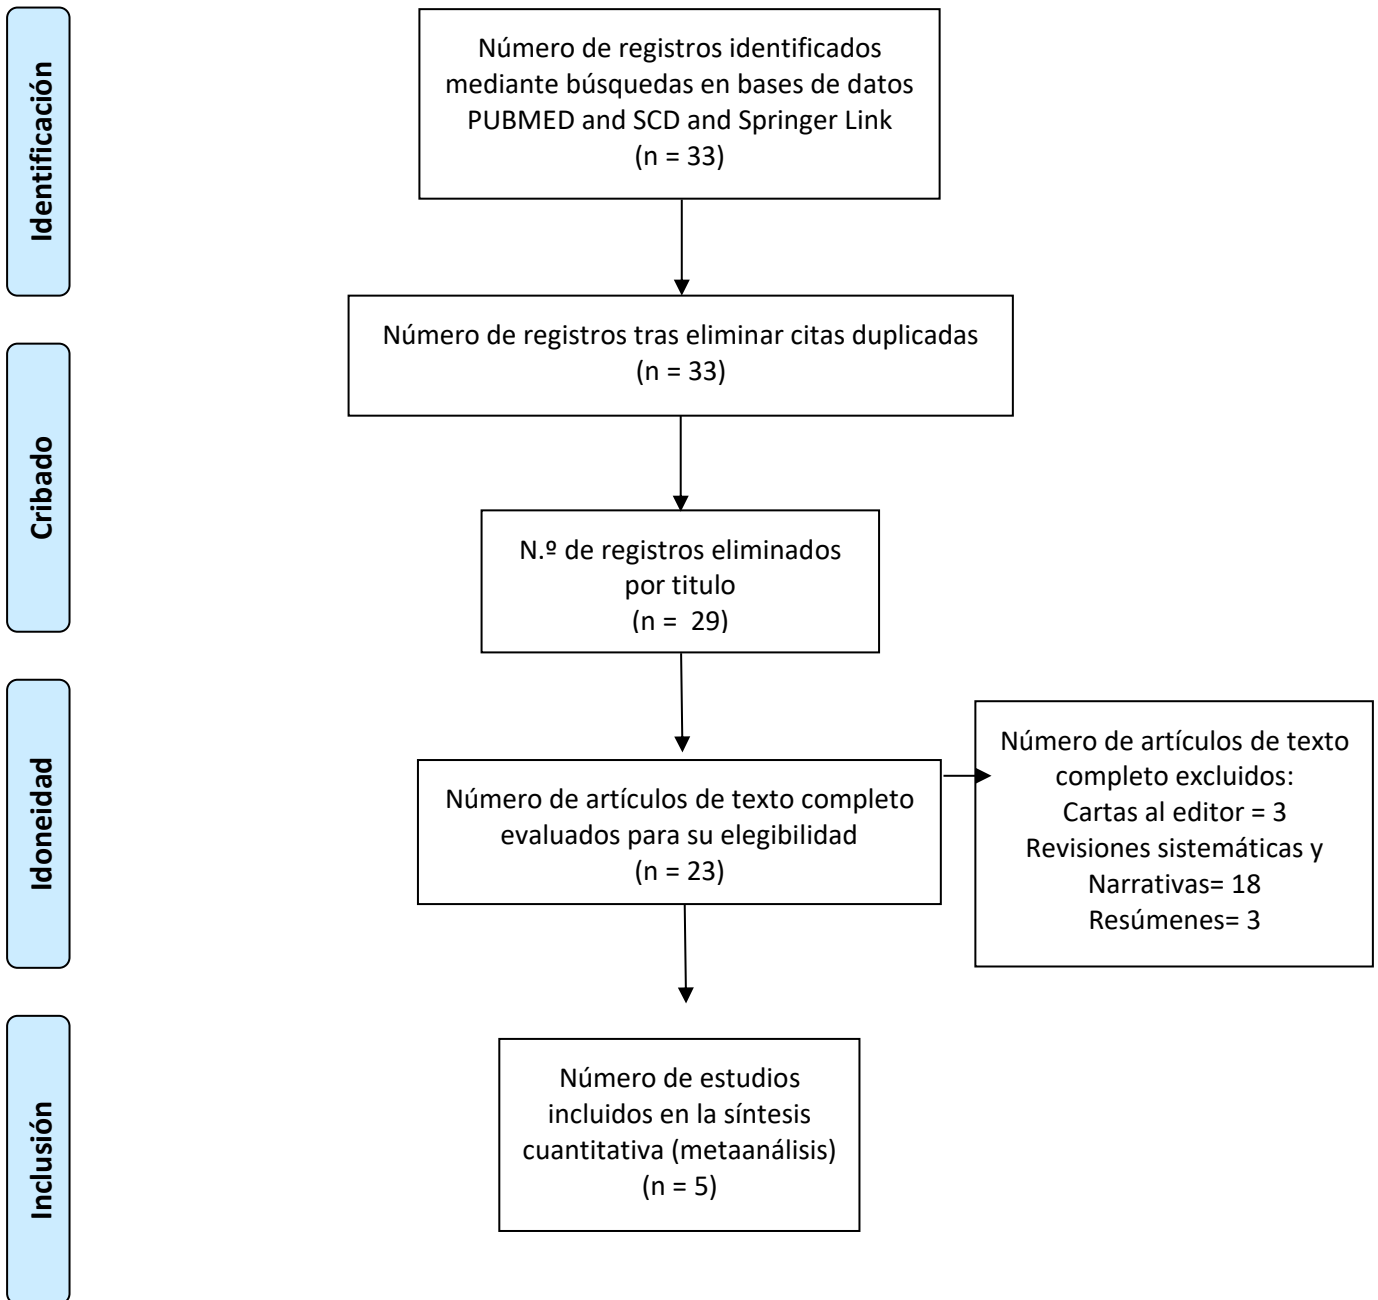 Identificación
Número de registros identificados
mediante búsquedas en bases de datos
PUBMED and SCD and Springer Link
(n = 33)
Número de registros tras eliminar citas duplicadas
(n = 33)
Cribado
N.º de registros eliminados
por titulo
(n =  29)
Idoneidad
Número de artículos de texto completo
evaluados para su elegibilidad
(n = 23)
Número de artículos de texto
completo excluidos:
Cartas al editor = 3
Revisiones sistemáticas y
Narrativas= 18
Resúmenes= 3
Inclusión
Número de estudios
incluidos en la síntesis
cuantitativa (metaanálisis)
(n = 5)